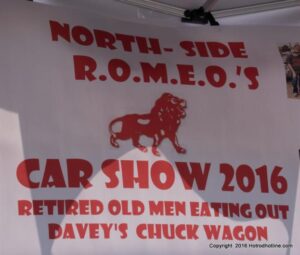 NORTH-SIDE
R.O.M.E.O.'S
CAR SHOW 2016
RETIRED OLD MEN EATING OUT
DAVEY'S CHUCK WAGON
Copyright 2016 Hotrodhotline.com